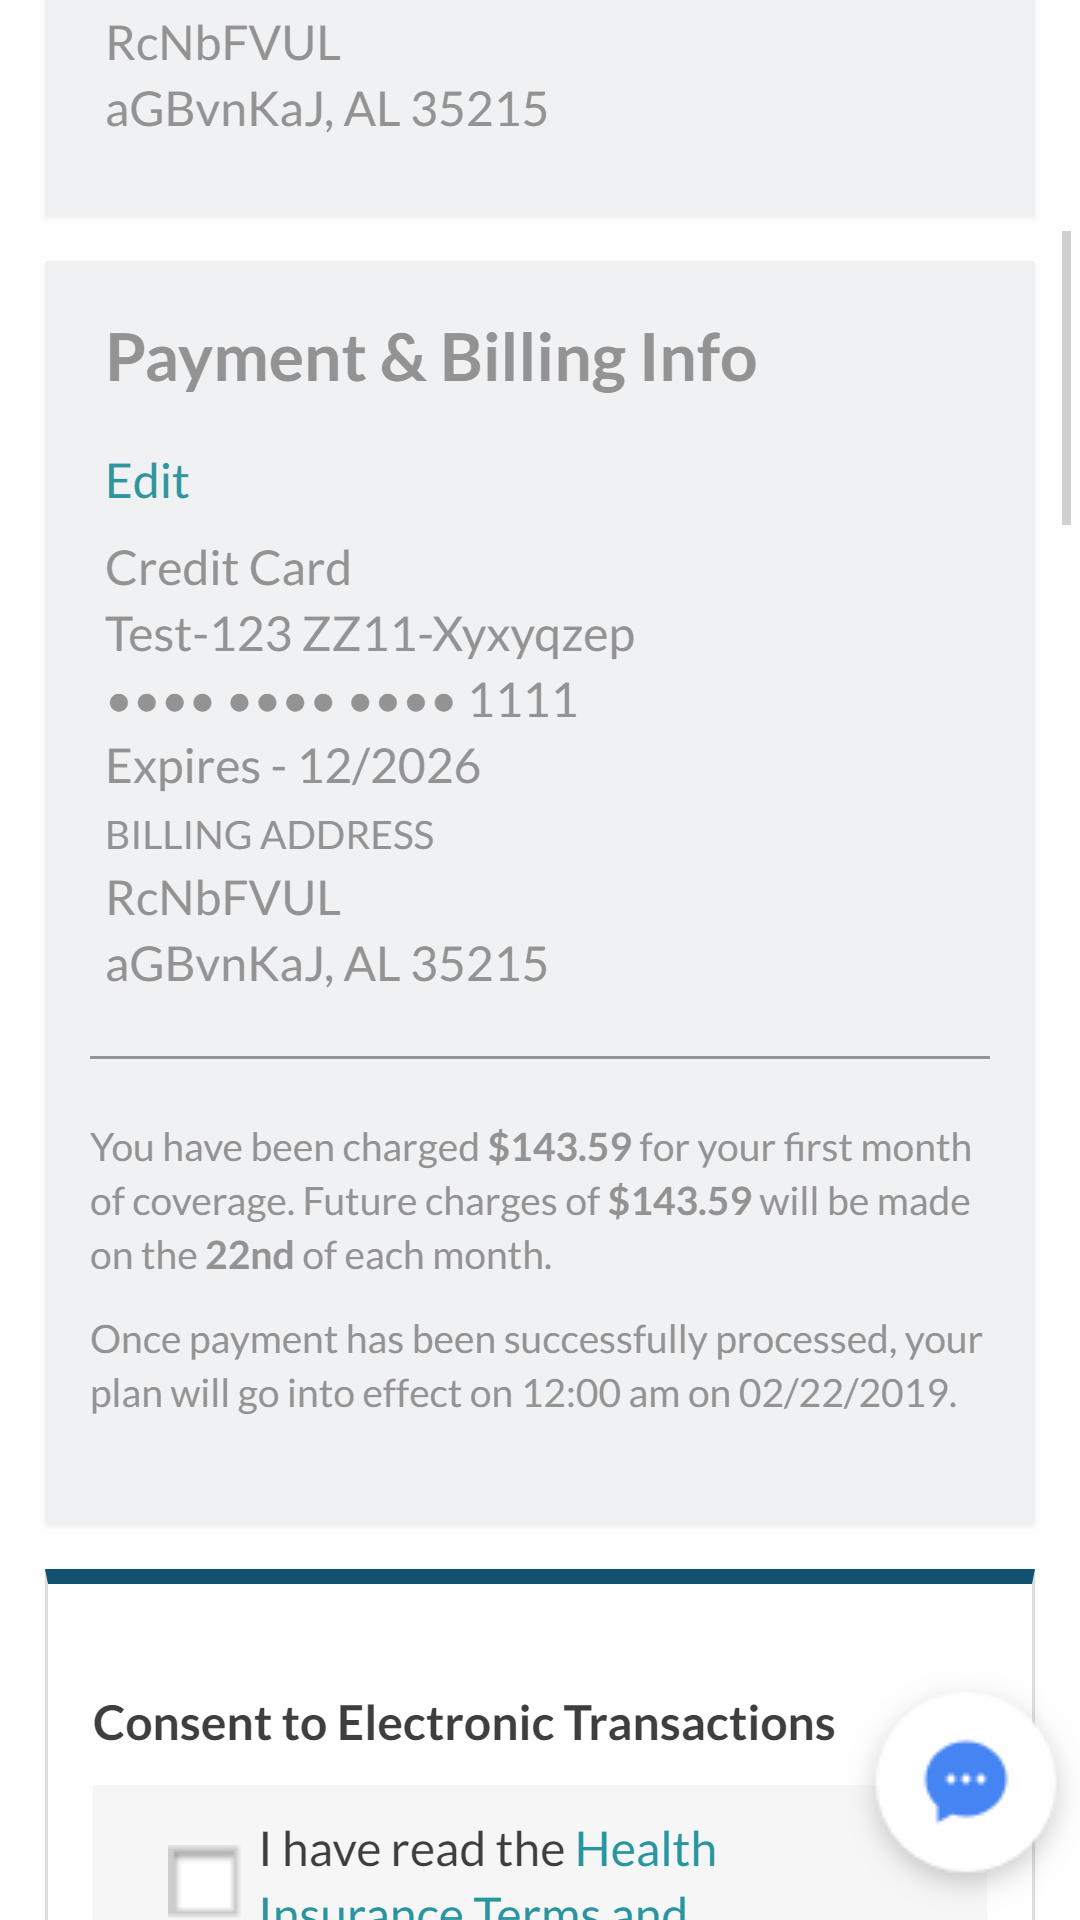 RcNbFVUL
aGBvnKaJ, AL 35215
Payment & Billing Info
Edit
Credit Card
Test-123 ZZ11-Xyxyqzep
•••• •••• •••• 1111
Expires - 12/2026
BILLING ADDRESS
RcNbFVUL
aGBvnKaJ, AL 35215
You have been charged $143.59 for your first month
of coverage. Future charges of $143.59 will be made
on the 22nd of each month.
Once payment has been successfully processed, your
plan will go into effect on 12:00 am on 02/22/2019.
Consent to Electronic Transactions
I have read the Health
Insurance Terms and